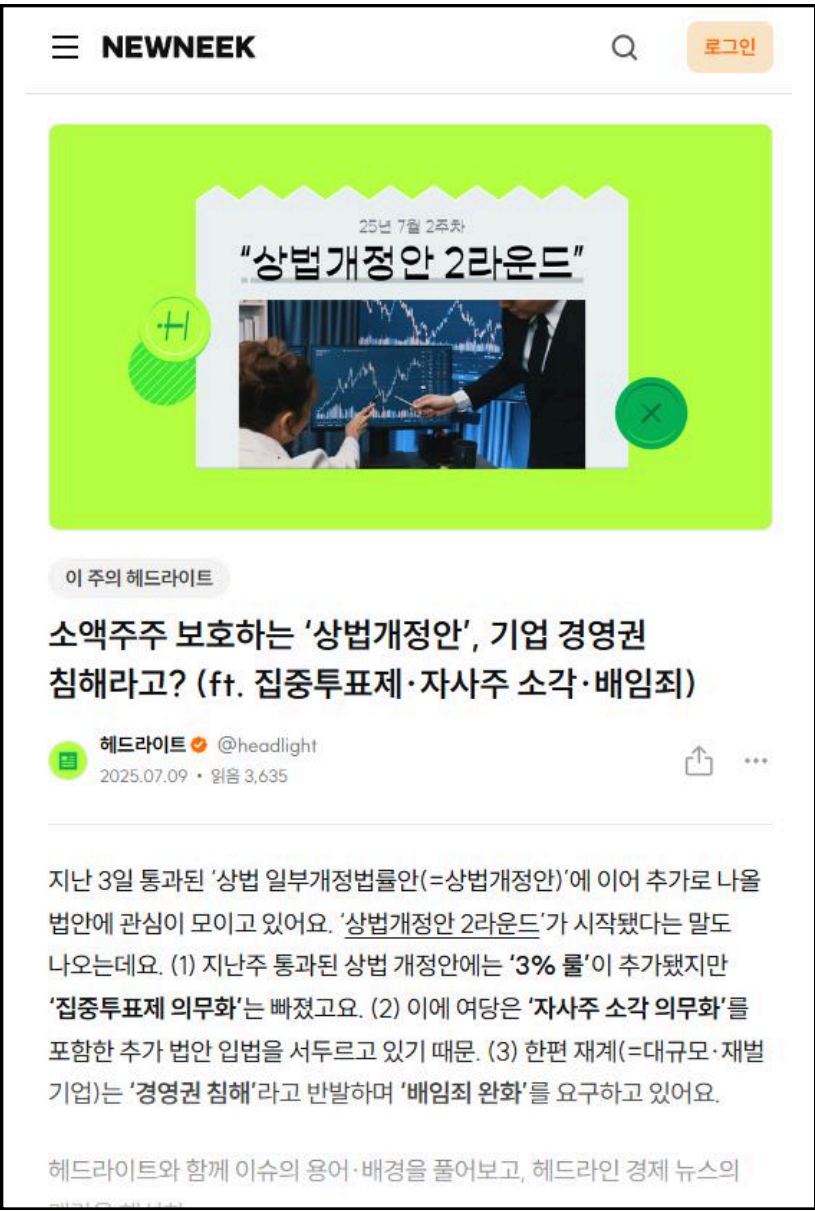 NEWNEEK
로그인
25년 7월 2주차
“상법개정안 2라운드”
이 주의 헤드라이트
소액주주 보호하는 ‘상법개정안’, 기업 경영권
침해라고? (ft. 집중투표제·자사주 소각·배임죄)
헤드라이트 @headlight
2025.07.09 • 읽음 3,635
지난 3일 통과된 ‘상법 일부개정법률안(=상법개정안)’에 이어 추가로 나올
법안에 관심이 모이고 있어요. ‘상법개정안 2라운드’가 시작됐다는 말도
나오는데요. (1) 지난주 통과된 상법 개정안에는 ‘3% 룰’이 추가됐지만
‘집중투표제 의무화’는 빠졌고요. (2) 이에 여당은 ‘자사주 소각 의무화’를
포함한 추가 법안 입법을 서두르고 있기 때문. (3) 한편 재계(=대규모·재벌
기업)는 ‘경영권 침해’라고 반발하며 ‘배임죄 완화’를 요구하고 있어요.
헤드라이트와 함께 이슈의 용어·배경을 풀어보고, 헤드라인 경제 뉴스의